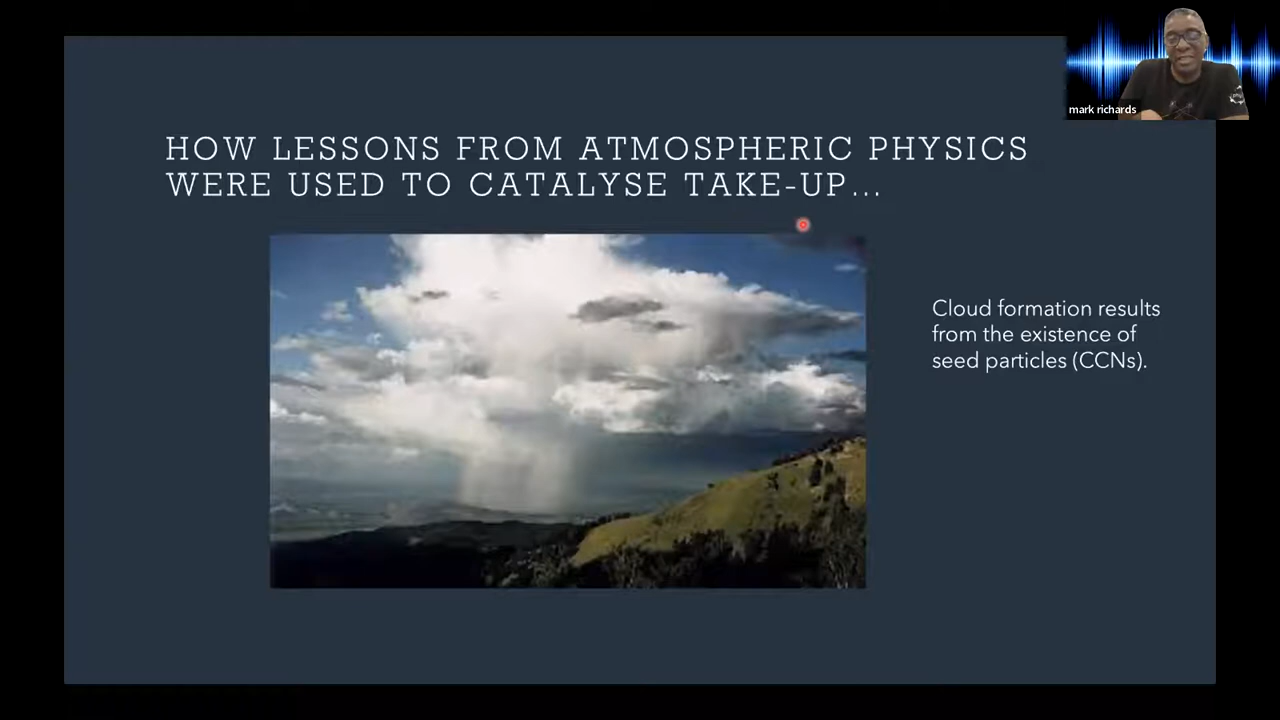 mark richards
HOW LESSONS FROM ATMOSPHERIC PHYSICS
WERE USED TO CATALYSE TAKE-UP...
Cloud formation results
from the existence of
seed particles (CCNs).